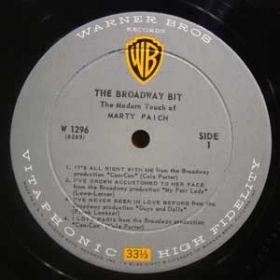 WARNER BROS
RECORDS
WB
THE BROADWAY BIT
The Modern Touch of
MARTY PAICH
W 1296
SIDE
1
1. IT'S ALL RIGHT WITH ME from the Broadway
production "Can-Can" (Cole Porter)
2. I'VE GROWN ACCUSTOMED TO HER FACE
from the Broadway production "My Fair Lady"
3. I'VE NEVER BEEN IN LOVE BEFORE from the
Broadway production "Guys and Dolls"
(Frank Loesser)
4. I LOVE PARIS from the Broadway production
"Can-Can" (Cole Porter)
VITAPHONIC HIGH FIDELITY
33⅓